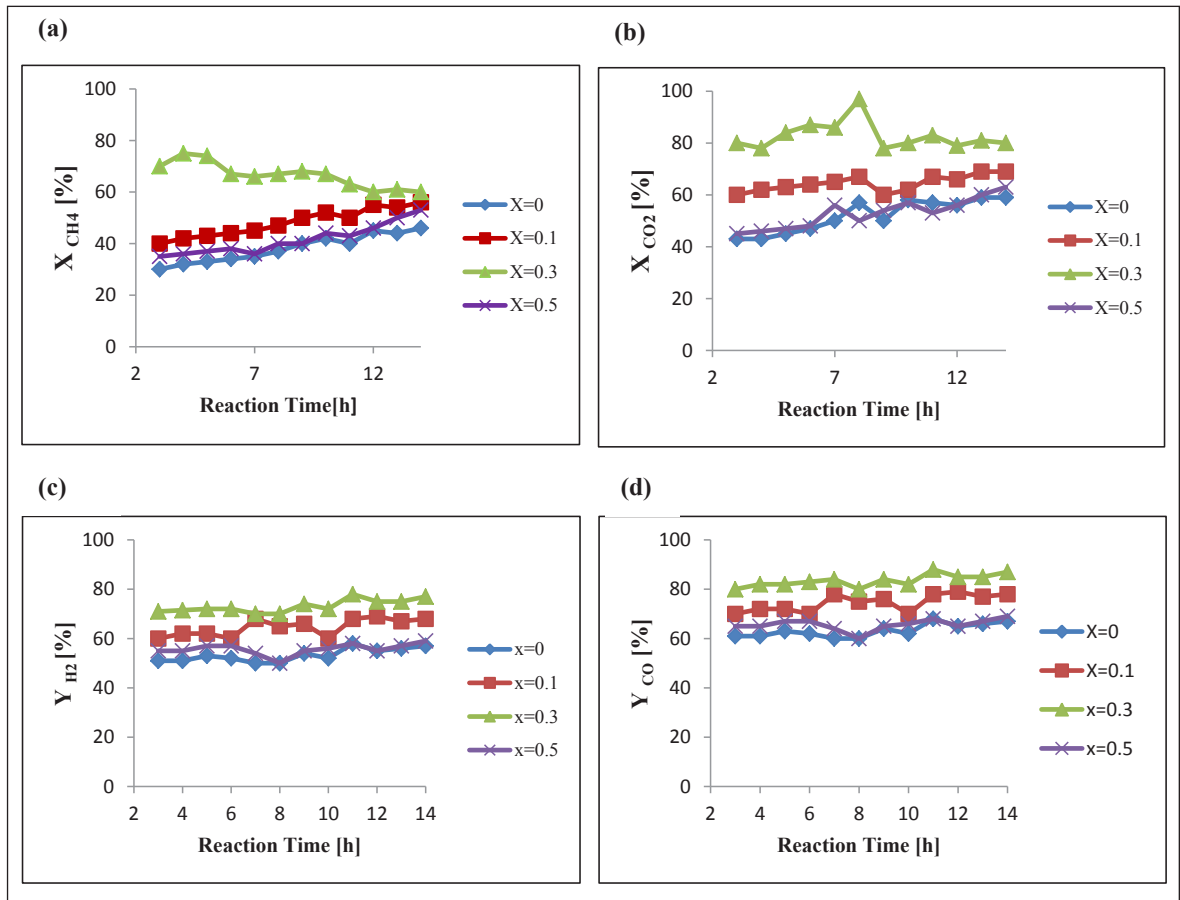 (a)
100
80
60
40
20
0
2
7
12
X CH4 [%]
Reaction Time[h]
X=0
X=0.1
X=0.3
X=0.5
(b)
100
80
60
40
20
0
2
7
12
X CO2 [%]
Reaction Time [h]
X=0
X=0.1
X=0.3
X=0.5
(c)
100
80
60
40
20
0
2 4 6 8 10 12 14
Y H2 [%]
Reaction Time [h]
x=0
x=0.1
x=0.3
x=0.5
(d)
100
80
60
40
20
0
2 4 6 8 10 12 14
Y CO [%]
Reaction Time [h]
X=0
X=0.1
x=0.3
x=0.5